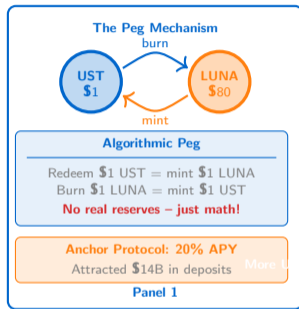 The Peg Mechanism
burn
UST
$1
LUNA
$80
mint
Algorithmic Peg
Redeem $1 UST = mint $1 LUNA
Burn $1 LUNA = mint $1 UST
No real reserves – just math!
Anchor Protocol: 20% APY
Attracted $14B in deposits
More U
Panel 1